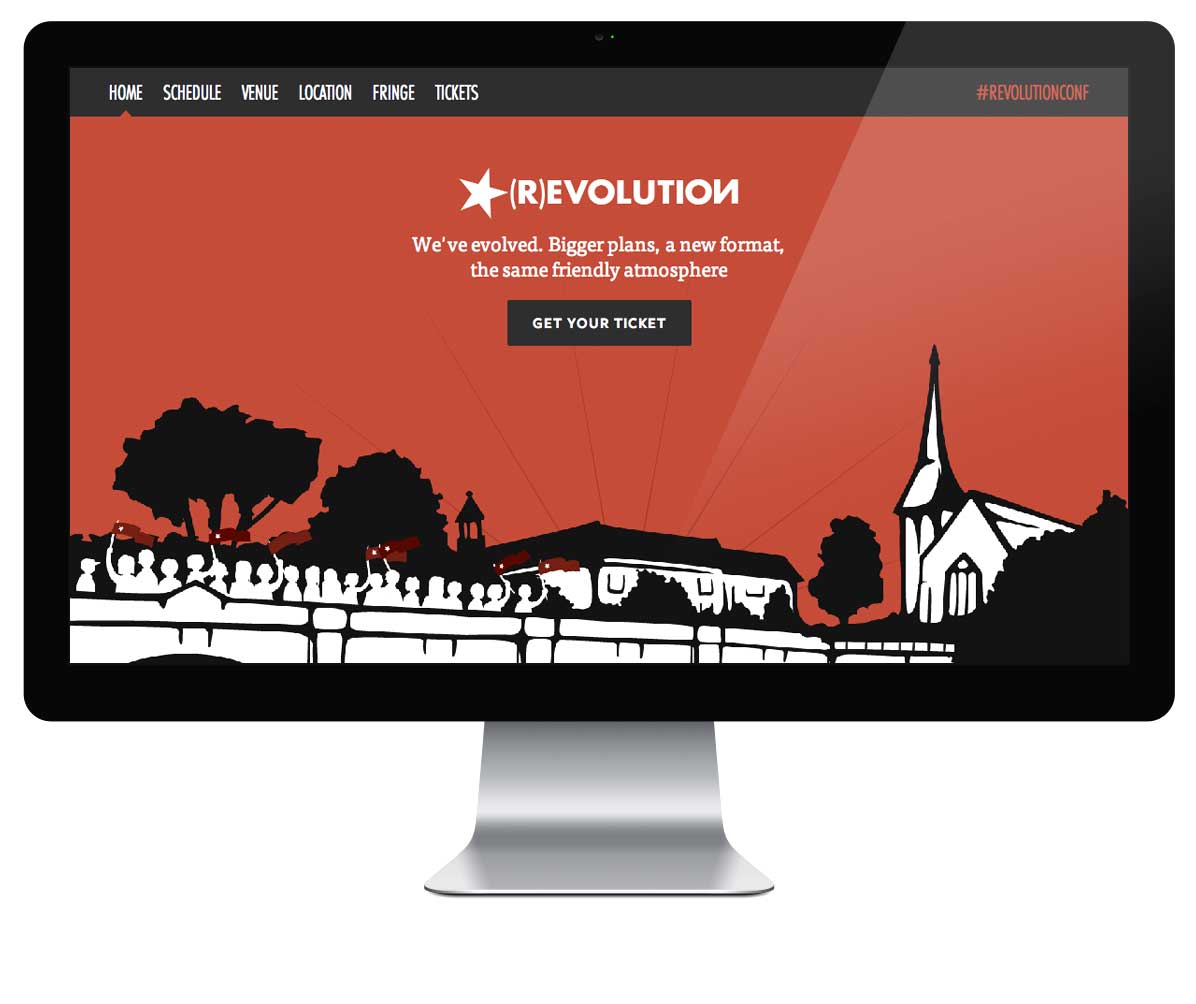 HOME SCHEDULE VENUE LOCATION FRINGE TICKETS #REVOLUTIONCONF
(R)EVOLUTIOИ
We've evolved. Bigger plans, a new format,
the same friendly atmosphere
GET YOUR TICKET